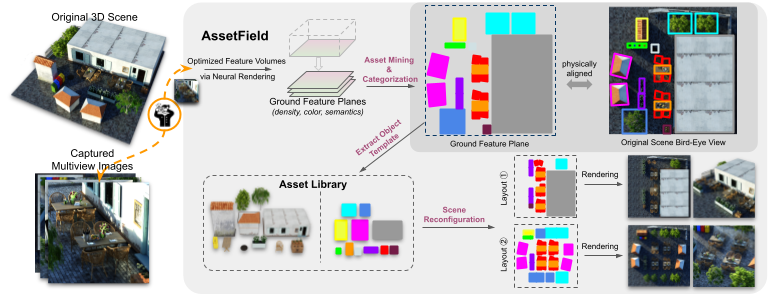 Original 3D Scene
AssetField
Optimized Feature Volumes
via Neural Rendering
Ground Feature Planes
(density, color, semantics)
Asset Mining
&
Categorization
Ground Feature Plane
physically
aligned
Original Scene Bird-Eye View
Captured
Multiview Images
Extract Object
Template
Asset Library
Scene
Reconfiguration
Layout ①
Rendering
Layout ②
Rendering